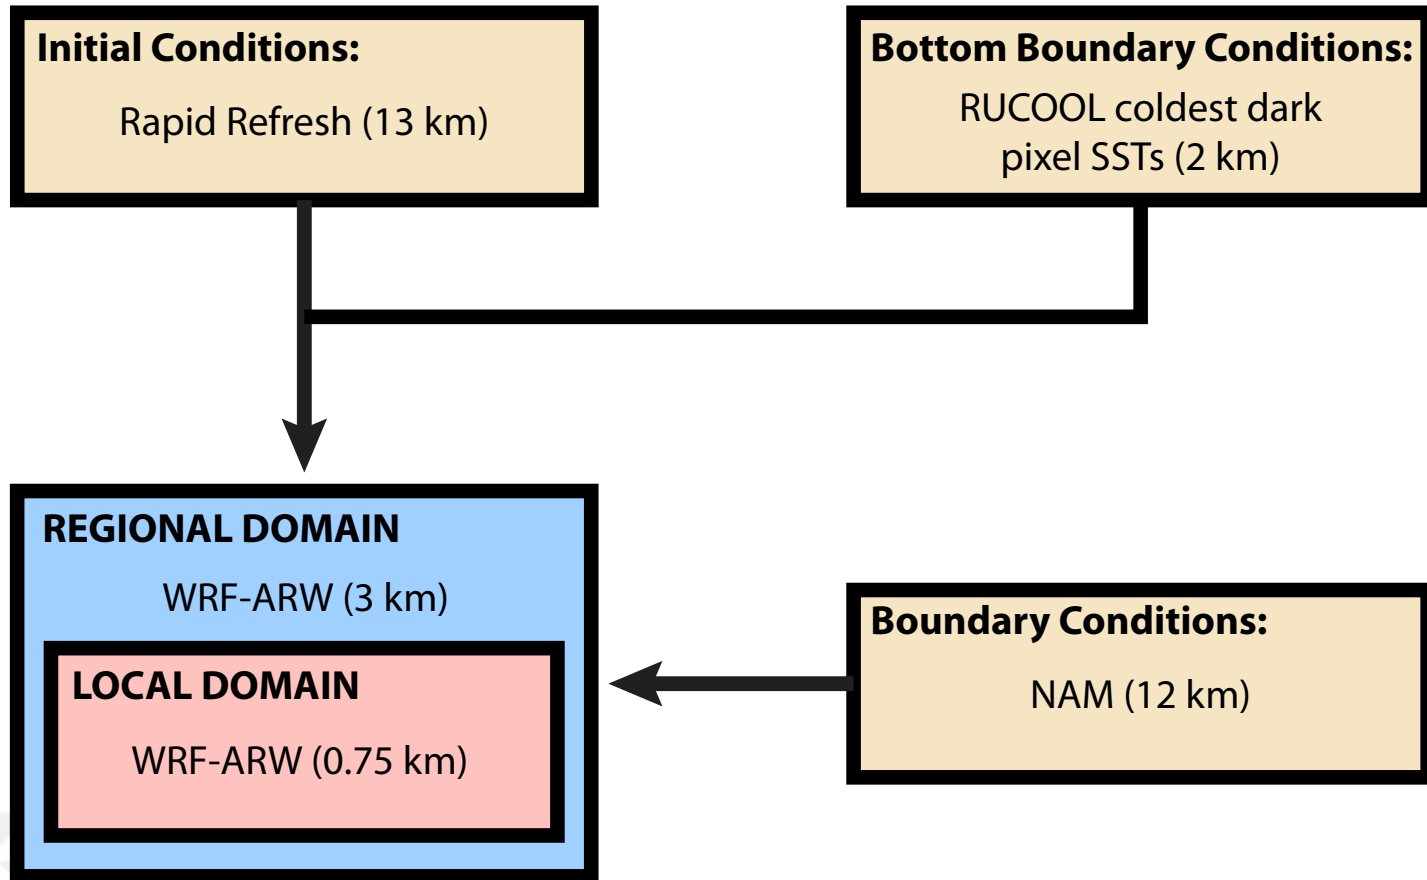 Initial Conditions:
Rapid Refresh (13 km)
Bottom Boundary Conditions:
RUCOOL coldest dark
pixel SSTs (2 km)
REGIONAL DOMAIN
WRF-ARW (3 km)
LOCAL DOMAIN
WRF-ARW (0.75 km)
Boundary Conditions:
NAM (12 km)